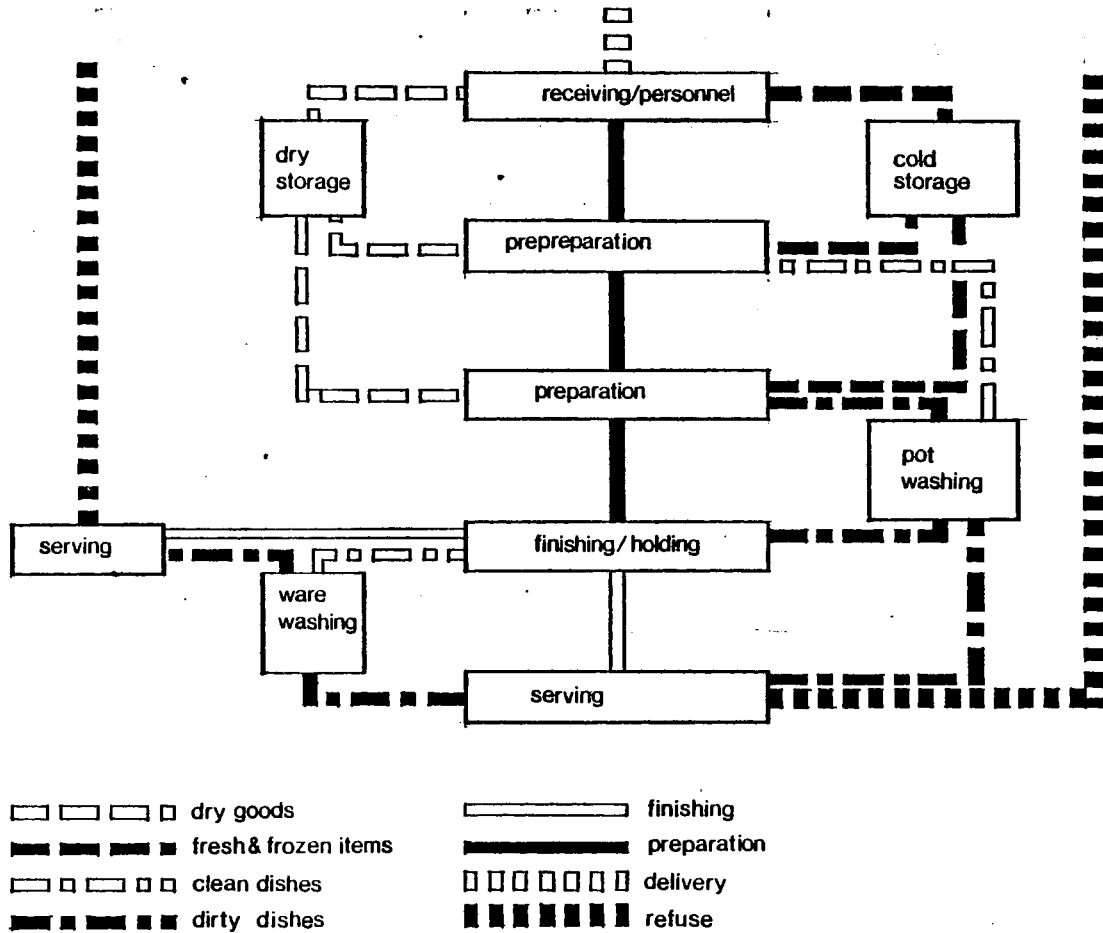 receiving/personnel
dry
storage
cold
storage
prepreparation
preparation
pot
washing
serving
finishing/holding
ware
washing
serving
dry goods
fresh & frozen items
clean dishes
dirty dishes
finishing
preparation
delivery
refuse